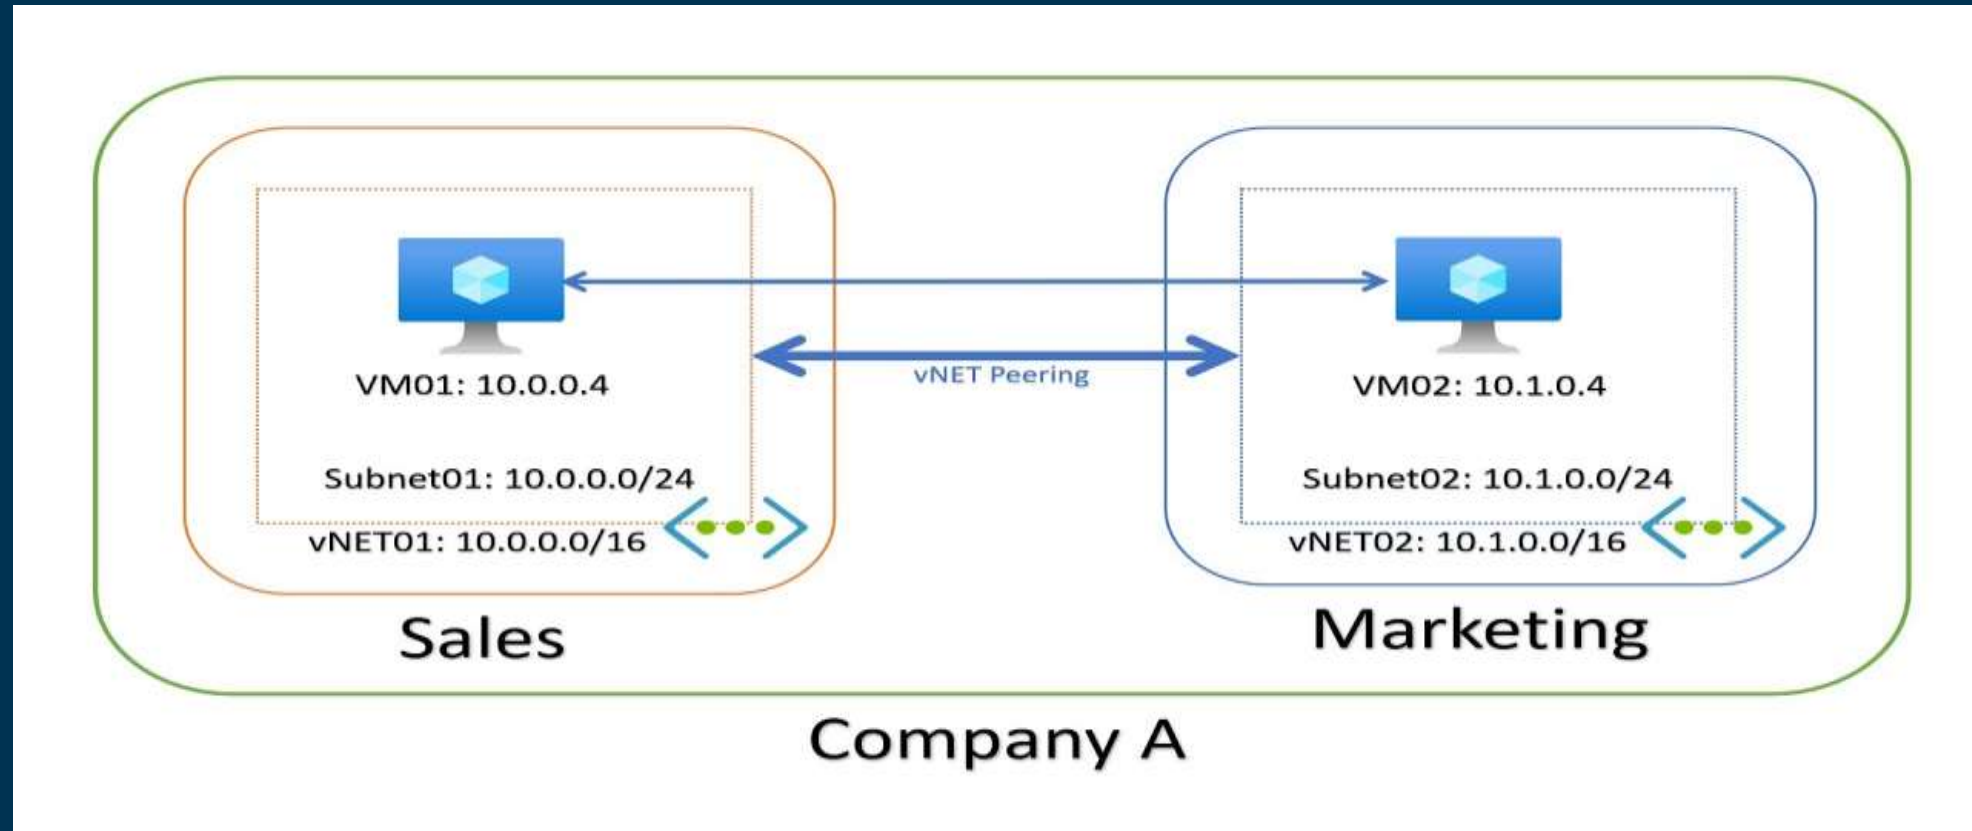 VM01: 10.0.0.4
Subnet01: 10.0.0.0/24
vNET01: 10.0.0.0/16
Sales
vNET Peering
VM02: 10.1.0.4
Subnet02: 10.1.0.0/24
vNET02: 10.1.0.0/16
Marketing
Company A